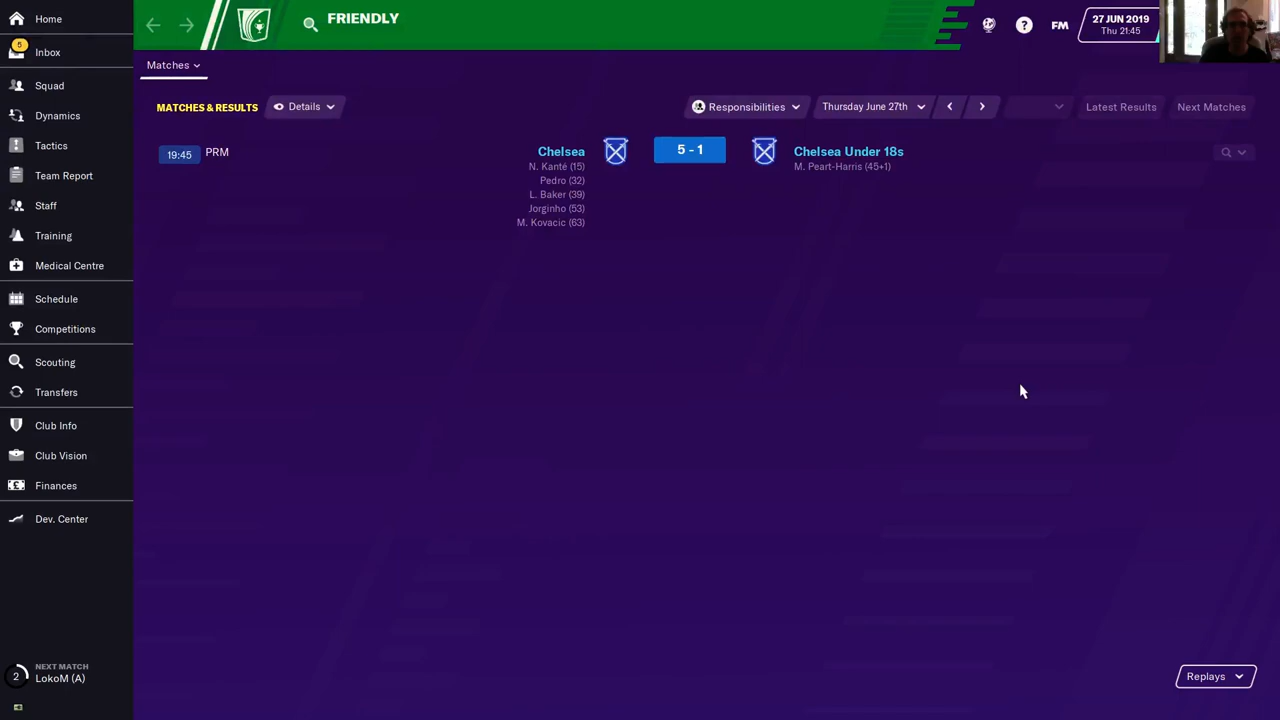 Home
FRIENDLY
27 JUN 2019
Thu 21:45
FM
?
5
Inbox
Matches
Squad
MATCHES & RESULTS
Details
Responsibilities
Thursday June 27th
Latest Results
Next Matches
Dynamics
Tactics
19:45 PRM
Chelsea
5 - 1
Chelsea Under 18s
N. Kanté (15)
M. Peart-Harris (45+1)
Pedro (32)
L. Baker (39)
Jorginho (53)
M. Kovacic (63)
Team Report
Staff
Training
Medical Centre
Schedule
Competitions
Scouting
Transfers
Club Info
Club Vision
Finances
Dev. Center
2
NEXT MATCH
LokoM (A)
Replays